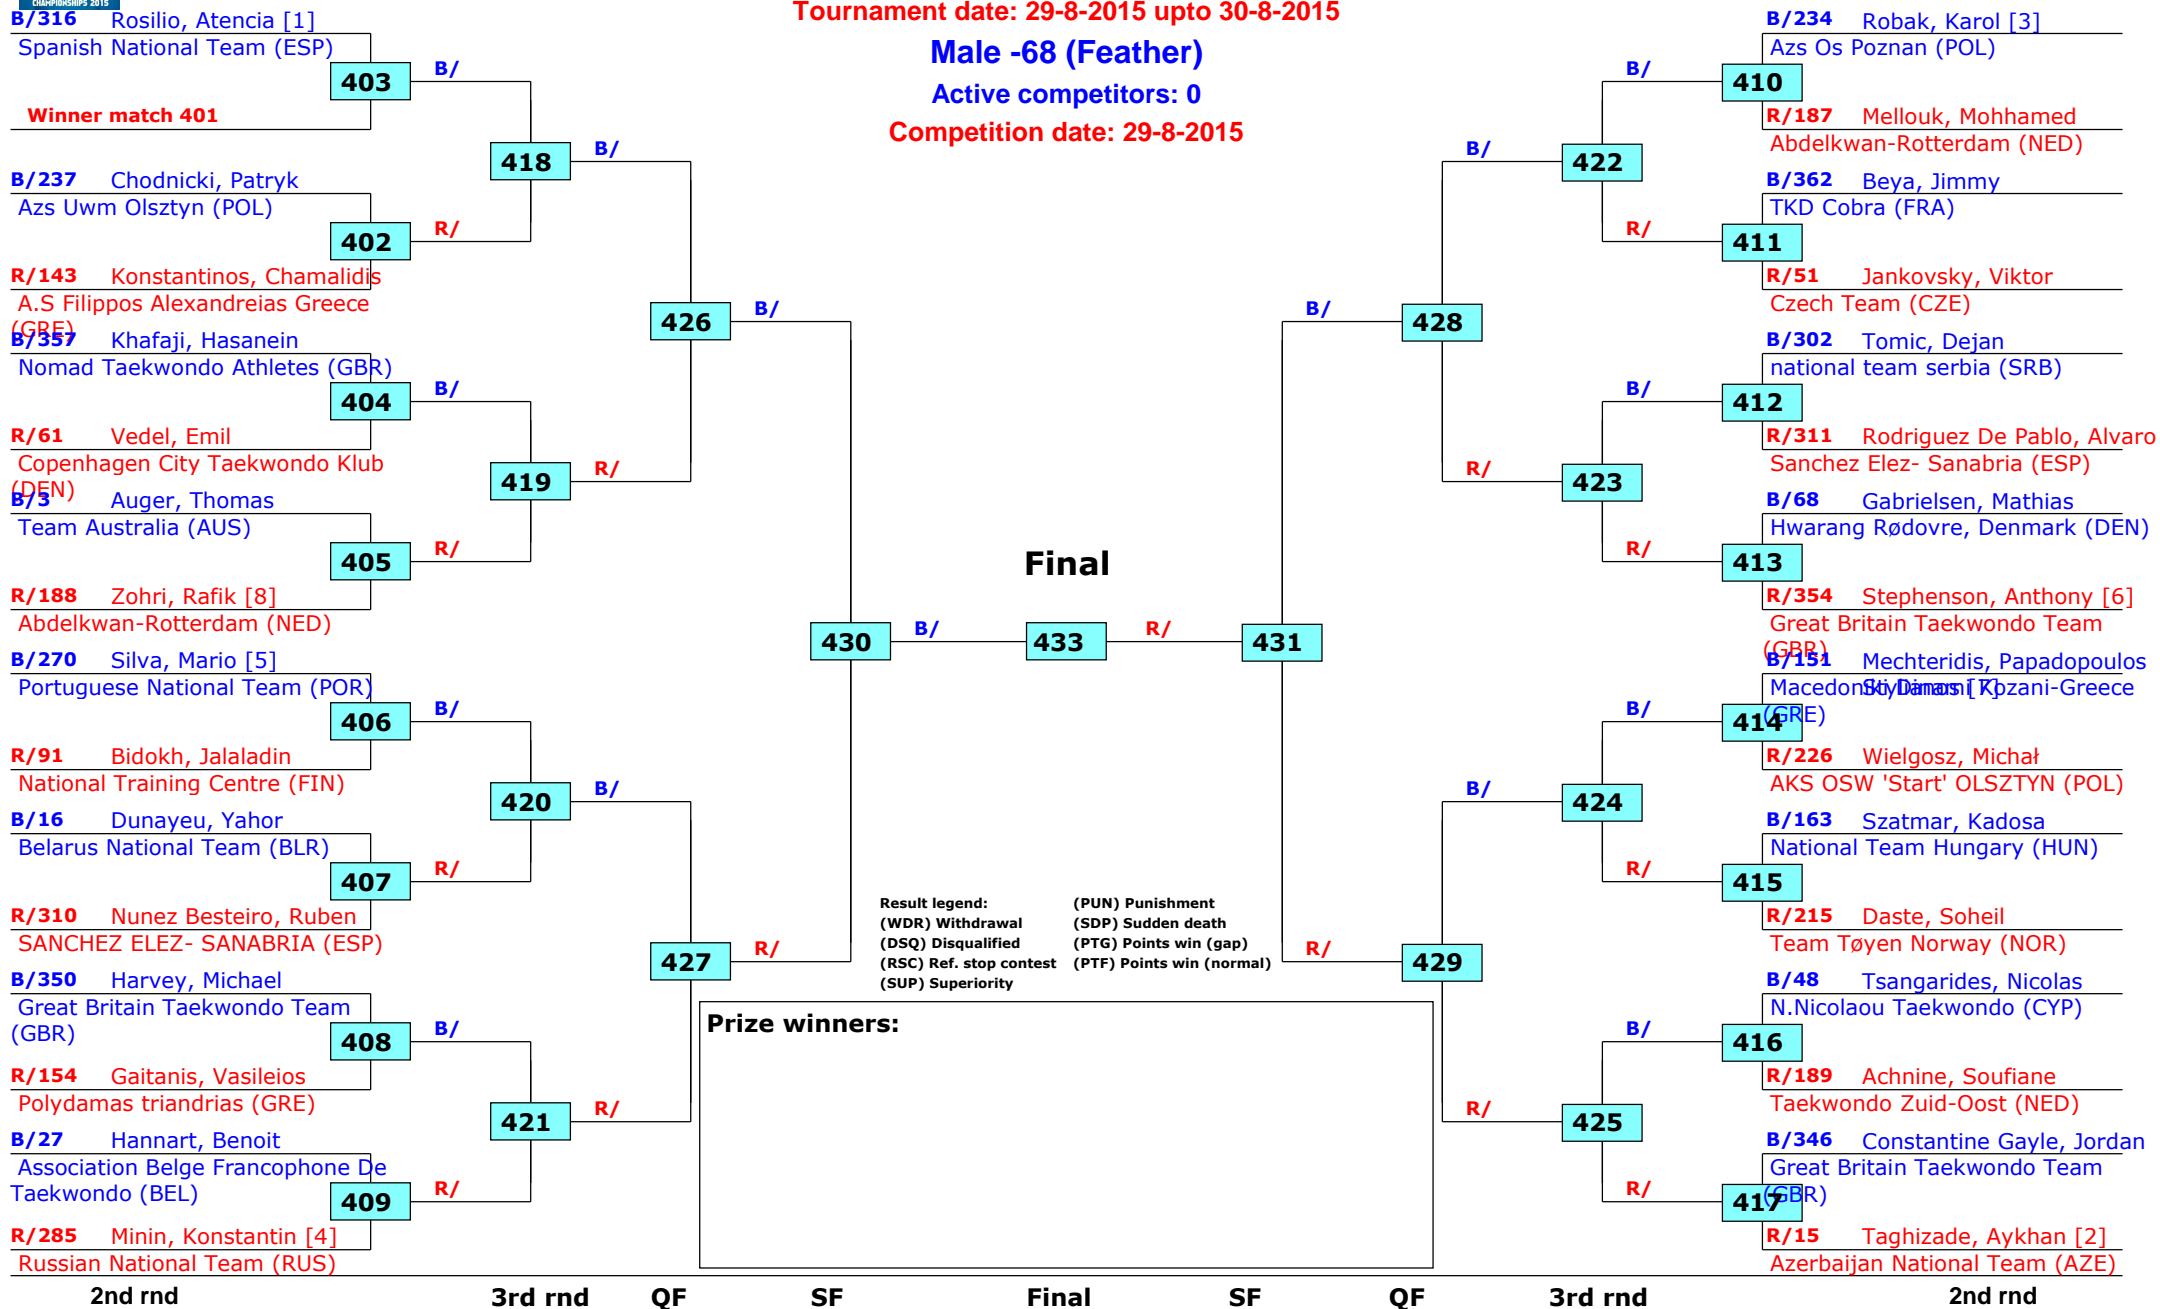 CHAMPIONSHIPS 2015
Tournament date: 29-8-2015 upto 30-8-2015
Male -68 (Feather)
Active competitors: 0
Competition date: 29-8-2015
B/316 Rosilio, Atencia [1]
Spanish National Team (ESP)
403
B/
Winner match 401
418
B/
B/237 Chodnicki, Patryk
Azs Uwm Olsztyn (POL)
402
R/
R/143 Konstantinos, Chamalidis
A.S Filippos Alexandreias Greece
(GRE)
426
B/
B/357 Khafaji, Hasanein
Nomad Taekwondo Athletes (GBR)
404
B/
R/61 Vedel, Emil
Copenhagen City Taekwondo Klub
(DEN)
419
R/
B/3 Auger, Thomas
Team Australia (AUS)
405
R/
R/188 Zohri, Rafik [8]
Abdelkwan-Rotterdam (NED)
430
B/
B/270 Silva, Mario [5]
Portuguese National Team (POR)
406
B/
R/91 Bidokh, Jalaladin
National Training Centre (FIN)
420
B/
B/16 Dunayeu, Yahor
Belarus National Team (BLR)
407
R/
R/310 Nunez Besteiro, Ruben
SANCHEZ ELEZ- SANABRIA (ESP)
427
R/
B/350 Harvey, Michael
Great Britain Taekwondo Team
(GBR)
408
B/
R/154 Gaitanis, Vasileios
Polydamas triandrias (GRE)
421
R/
B/27 Hannart, Benoit
Association Belge Francophone De
Taekwondo (BEL)
409
R/
R/285 Minin, Konstantin [4]
Russian National Team (RUS)
Final
433
R/
431
Result legend:
(WDR) Withdrawal
(DSQ) Disqualified
(RSC) Ref. stop contest
(SUP) Superiority
(PUN) Punishment
(SDP) Sudden death
(PTG) Points win (gap)
(PTF) Points win (normal)
Prize winners:
B/234 Robak, Karol [3]
Azs Os Poznan (POL)
B/
410
R/187 Mellouk, Mohhamed
Abdelkwan-Rotterdam (NED)
B/
422
B/362 Beya, Jimmy
TKD Cobra (FRA)
R/
411
R/51 Jankovsky, Viktor
Czech Team (CZE)
B/
428
B/302 Tomic, Dejan
national team serbia (SRB)
B/
412
R/311 Rodriguez De Pablo, Alvaro
Sanchez Elez- Sanabria (ESP)
R/
423
B/68 Gabrielsen, Mathias
Hwarang Rødovre, Denmark (DEN)
R/
413
R/354 Stephenson, Anthony [6]
Great Britain Taekwondo Team
(GBR)
B/151 Mechteridis, Papadopoulos
Stylianos [7]
Macedoniki Dinami Kozani-Greece
(GRE)
B/
414
R/226 Wielgosz, Michał
AKS OSW 'Start' OLSZTYN (POL)
B/
424
B/163 Szatmar, Kadosa
National Team Hungary (HUN)
R/
415
R/215 Daste, Soheil
Team Tøyen Norway (NOR)
R/
429
B/48 Tsangarides, Nicolas
N.Nicolaou Taekwondo (CYP)
B/
416
R/189 Achnine, Soufiane
Taekwondo Zuid-Oost (NED)
R/
425
B/346 Constantine Gayle, Jordan
Great Britain Taekwondo Team
(GBR)
R/
417
R/15 Taghizade, Aykhan [2]
Azerbaijan National Team (AZE)
2nd rnd 3rd rnd QF SF Final SF QF 3rd rnd 2nd rnd